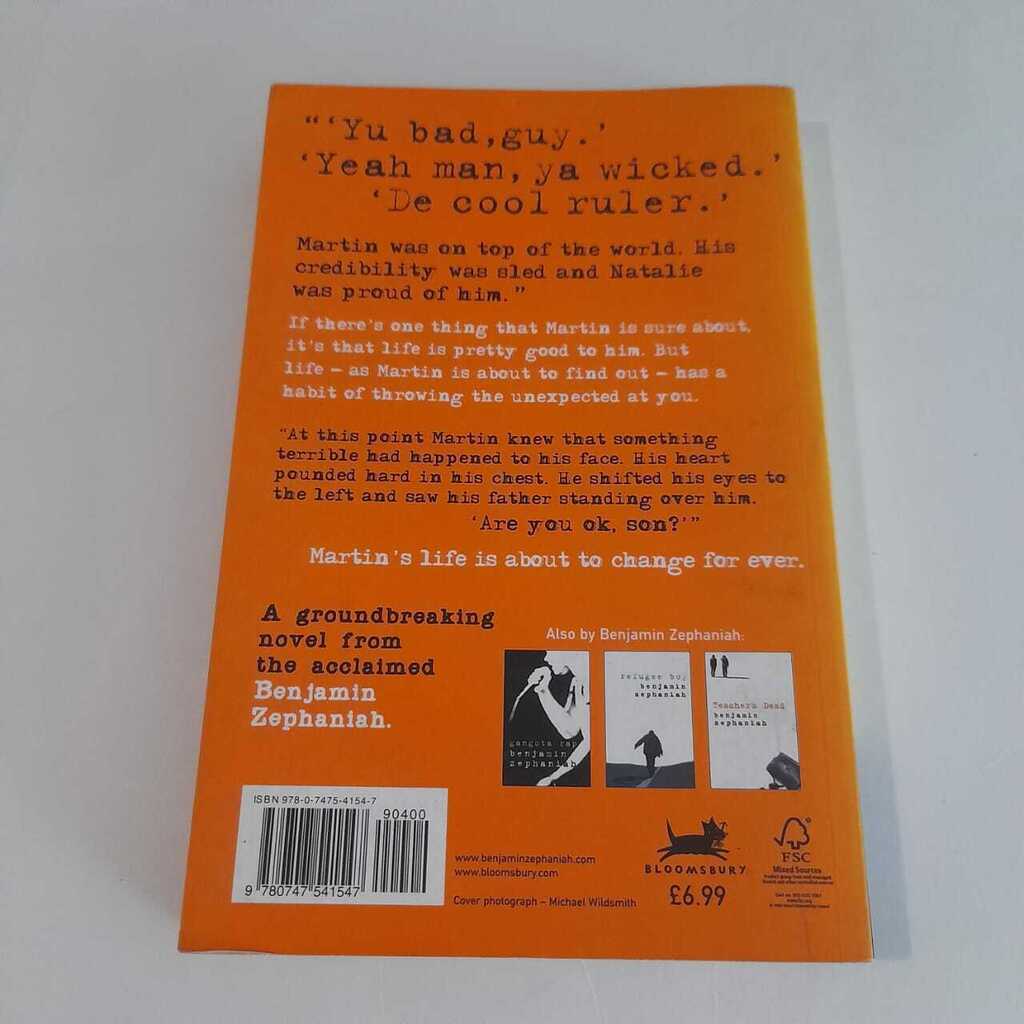 "'Yu bad, guy.'
'Yeah man, ya wicked.'
'De cool ruler.'
Martin was on top of the world. His
credibility was sled and Natalie
was proud of him."
If there's one thing that Martin is sure about,
it's that life is pretty good to him. But
life – as Martin is about to find out – has a
habit of throwing the unexpected at you.
"At this point Martin knew that something
terrible had happened to his face. His heart
pounded hard in his chest. He shifted his eyes to
the left and saw his father standing over him.
'Are you ok, son?'"
Martin's life is about to change for ever.
A groundbreaking
novel from
the acclaimed
Benjamin
Zephaniah.
Also by Benjamin Zephaniah:
gangsta rap
benjamin
zephaniah
refugee boy
benjamin
zephaniah
Teacher's Dead
benjamin
zephaniah
ISBN 978-0-7475-4154-7
90400
9 780747 541547
www.benjaminzephaniah.com
www.bloomsbury.com
Cover photograph – Michael Wildsmith
BLOOMSBURY
£6.99
FSC
Mixed Sources